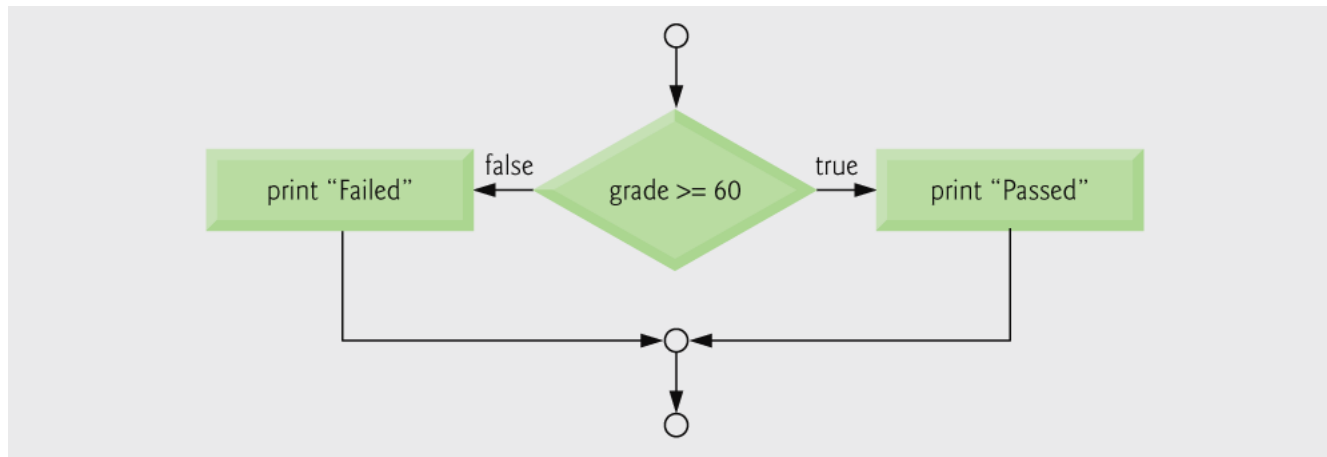 false
true
print “Failed”
grade >= 60
print “Passed”